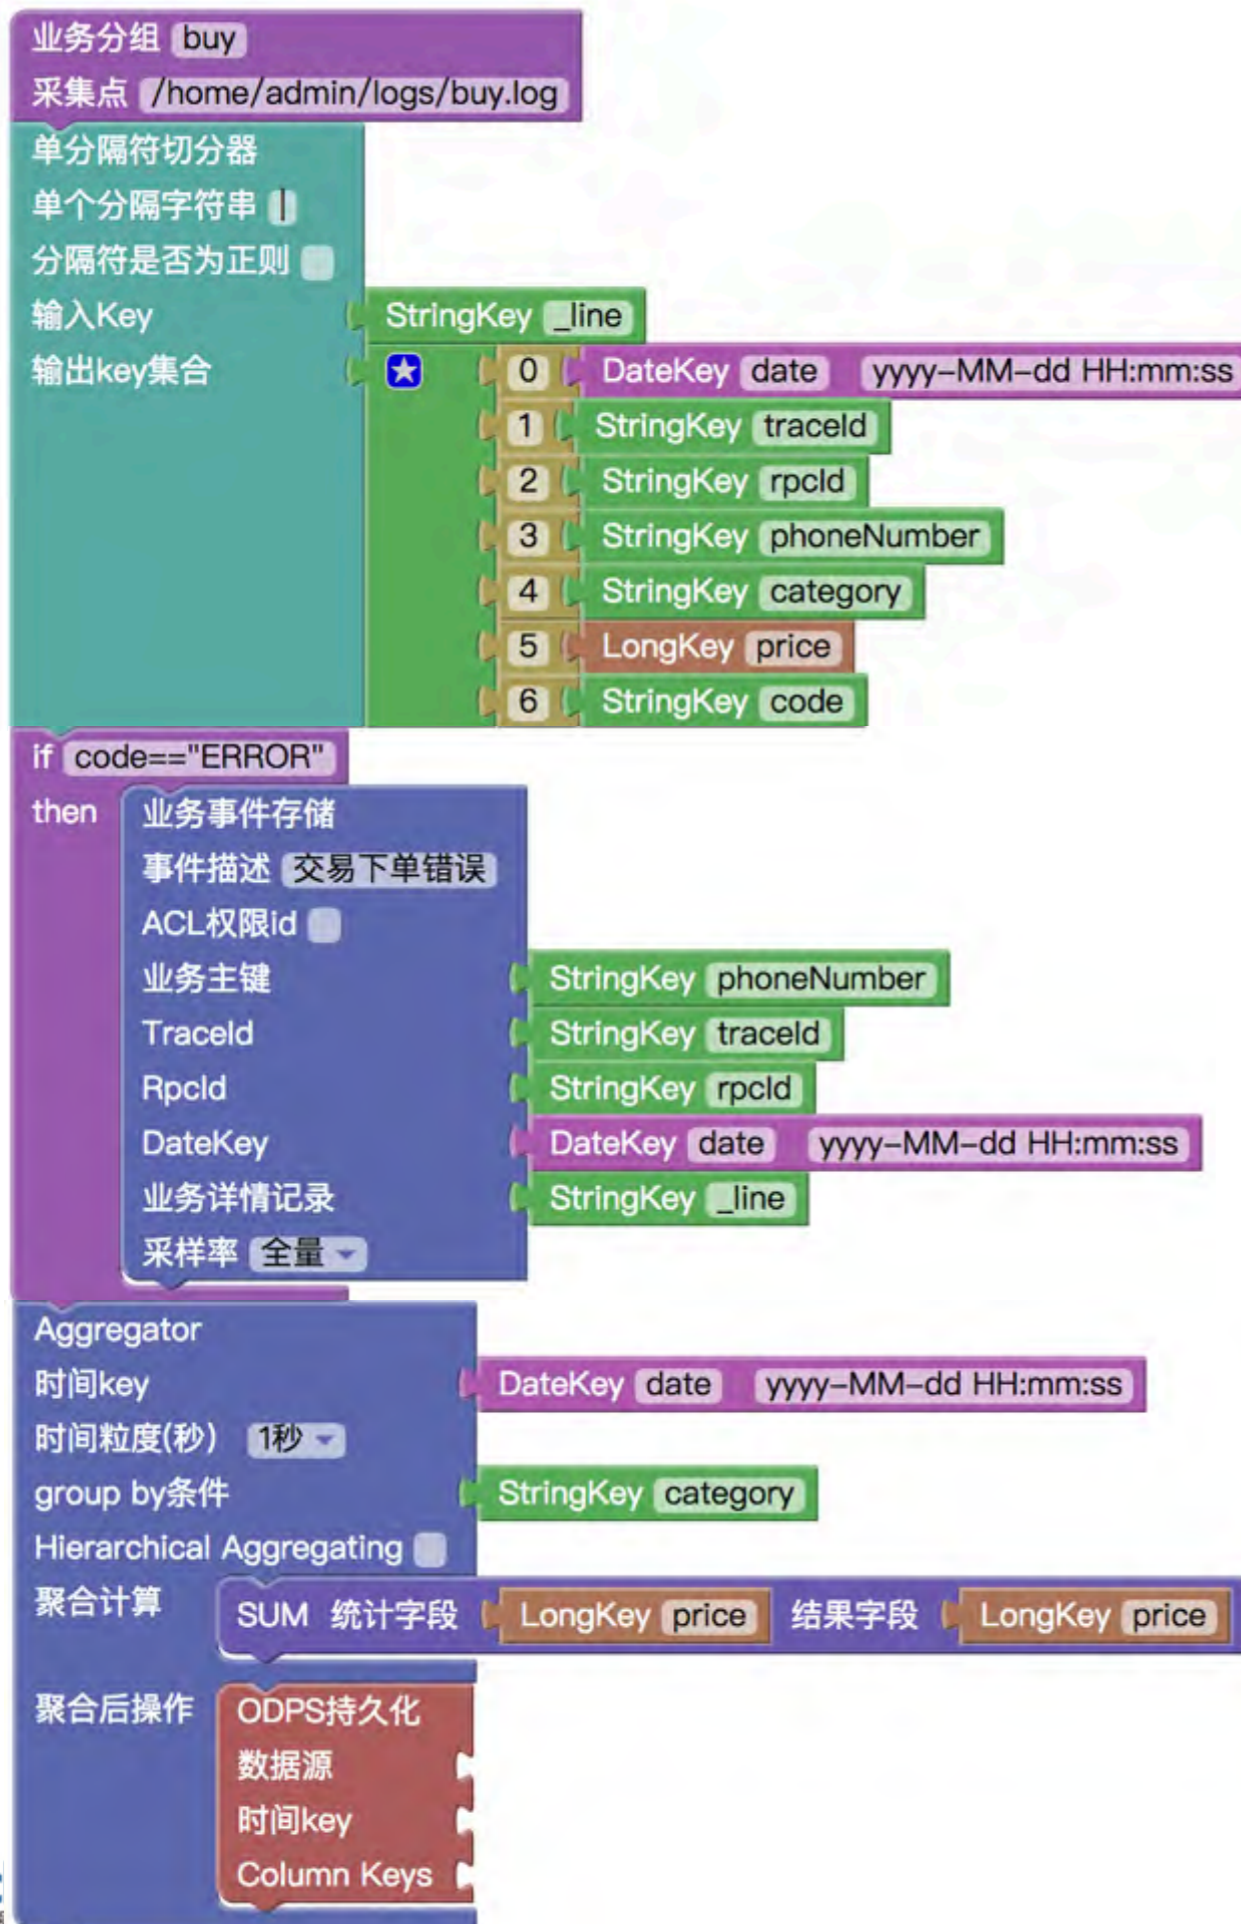 业务分组 buy
采集点 /home/admin/logs/buy.log
单分隔符切分器
单个分隔字符串 |
分隔符是否为正则
输入Key StringKey _line
输出key集合 0 DateKey date yyyy-MM-dd HH:mm:ss
1 StringKey traceId
2 StringKey rpcId
3 StringKey phoneNumber
4 StringKey category
5 LongKey price
6 StringKey code
if code=="ERROR"
then 业务事件存储
事件描述 交易下单错误
ACL权限id
业务主键 StringKey phoneNumber
TraceId StringKey traceId
RpcId StringKey rpcId
DateKey DateKey date yyyy-MM-dd HH:mm:ss
业务详情记录 StringKey _line
采样率 全量
Aggregator
时间key DateKey date yyyy-MM-dd HH:mm:ss
时间粒度(秒) 1秒
group by条件 StringKey category
Hierarchical Aggregating
聚合计算 SUM 统计字段 LongKey price 结果字段 LongKey price
聚合后操作 ODPS持久化
数据源
时间key
Column Keys